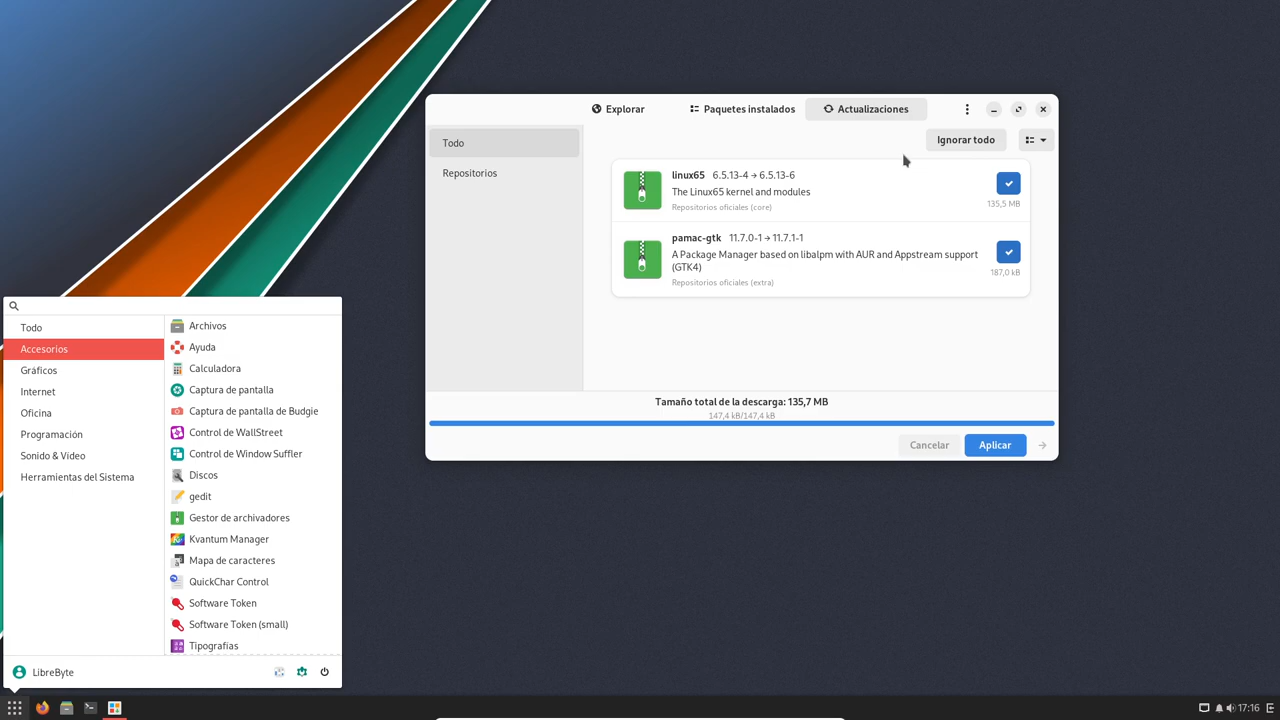 Explorar
Paquetes instalados
Actualizaciones
Todo
Repositorios
Ignorar todo
linux65 6.5.13-4 → 6.5.13-6
The Linux65 kernel and modules
Repositorios oficiales (core)
135,5 MB
pamac-gtk 11.7.0-1 → 11.7.1-1
A Package Manager based on libalpm with AUR and Appstream support
(GTK4)
Repositorios oficiales (extra)
187,0 kB
Tamaño total de la descarga: 135,7 MB
147,4 kB/147,4 kB
Cancelar
Aplicar
Todo
Accesorios
Gráficos
Internet
Oficina
Programación
Sonido & Video
Herramientas del Sistema
Archivos
Ayuda
Calculadora
Captura de pantalla
Captura de pantalla de Budgie
Control de WallStreet
Control de Window Suffler
Discos
gedit
Gestor de archivadores
Kvantum Manager
Mapa de caracteres
QuickChar Control
Software Token
Software Token (small)
Tipografías
LibreByte
17:16